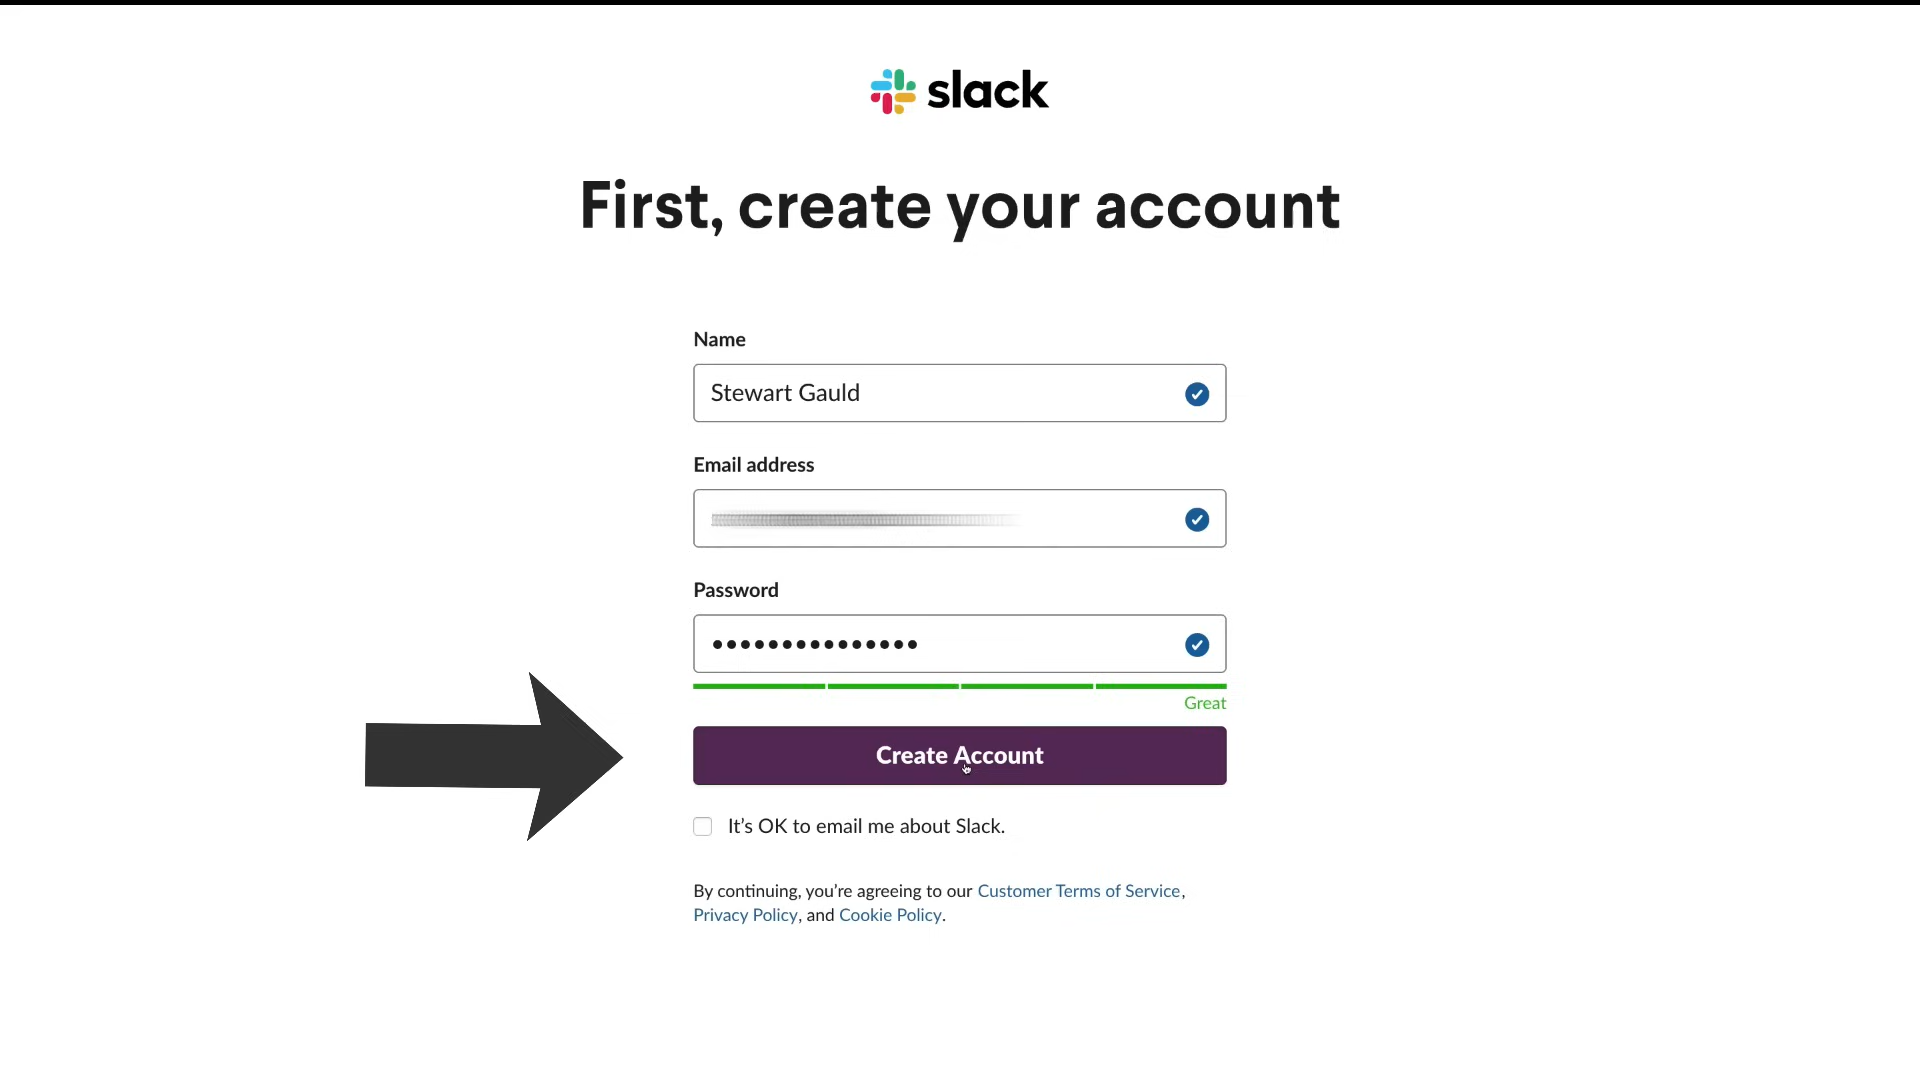 slack
First, create your account
Name
Stewart Gauld
Email address
Password
•••••••••••••••
Great
Create Account
It’s OK to email me about Slack.
By continuing, you’re agreeing to our Customer Terms of Service,
Privacy Policy, and Cookie Policy.